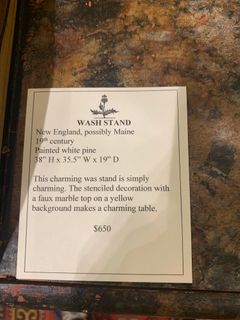 WASH STAND
New England, possibly Maine
19th century
Painted white pine
38" H x 35.5" W x 19" D
This charming was stand is simply
charming. The stenciled decoration with
a faux marble top on a yellow
background makes a charming table.
$650